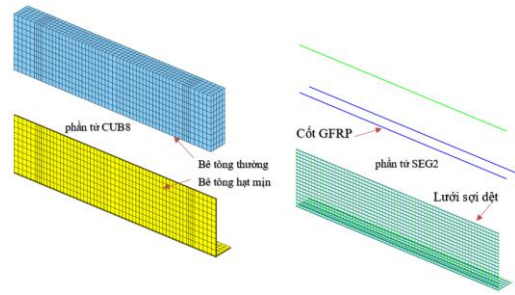 phần tử CUB8
Bê tông thường
Bê tông hạt mịn
Cốt GFRP
phần tử SEG2
Lưới sợi dệt